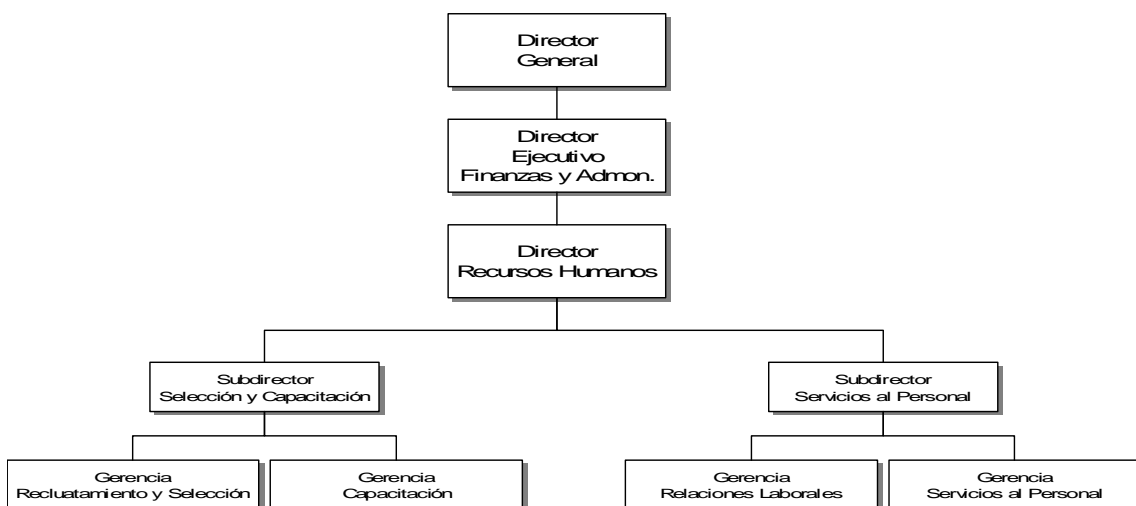 Director
General
Director
Ejecutivo
Finanzas y Admon.
Director
Recursos Humanos
Subdirector
Selección y Capacitación
Subdirector
Servicios al Personal
Gerencia
Recluatamiento y Selección
Gerencia
Capacitación
Gerencia
Relaciones Laborales
Gerencia
Servicios al Personal